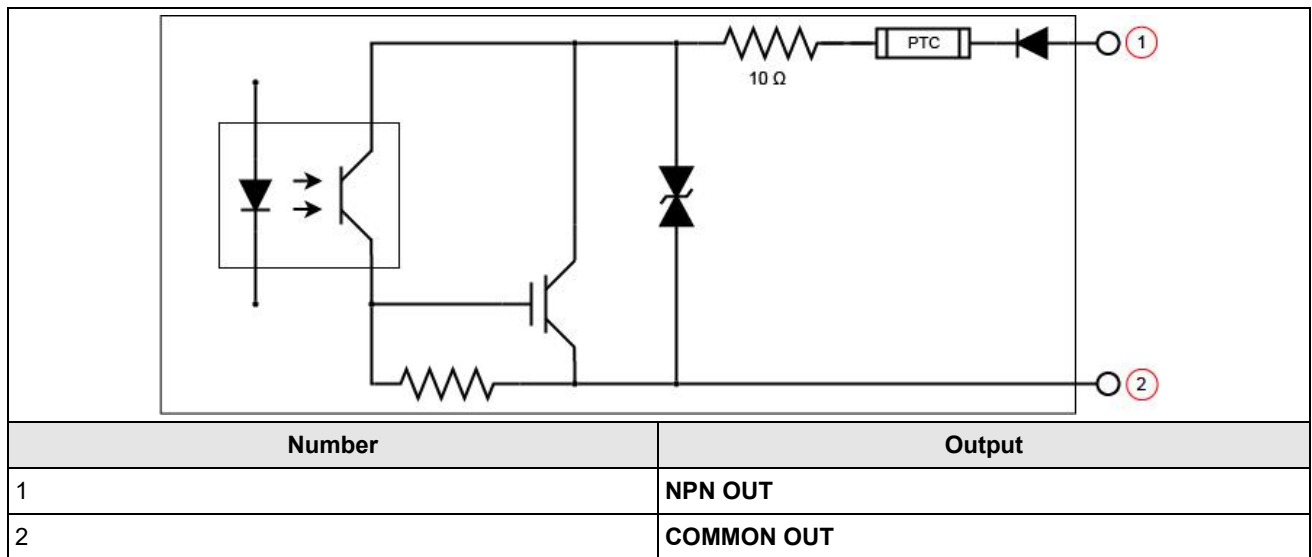 PTC
1
10 Ω
2
Number Output
1 NPN OUT
2 COMMON OUT